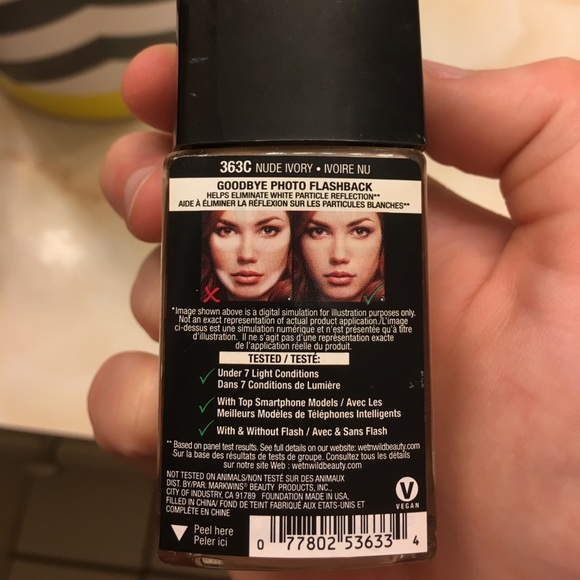 363C NUDE IVORY • IVOIRE NU
GOODBYE PHOTO FLASHBACK
HELPS ELIMINATE WHITE PARTICLE REFLECTION**
AIDE À ÉLIMINER LA RÉFLEXION SUR LES PARTICULES BLANCHES**
*Image shown above is a digital simulation for illustration purposes only.
Not an exact representation of actual product application./L'image
ci-dessus est une simulation numérique et n'est présentée qu'à titre
d'illustration. Il ne s'agit pas d'une représentation exacte
de l'application réelle du produit.
TESTED / TESTÉ:
Under 7 Light Conditions
Dans 7 Conditions de Lumière
With Top Smartphone Models / Avec Les
Meilleurs Modèles de Téléphones Intelligents
With & Without Flash / Avec & Sans Flash
** Based on panel test results. See full details on our website: wetnwildbeauty.com/
Sur la base des résultats de tests de groupe. Consultez tous les détails
sur notre site Web : wetnwildbeauty.com.
NOT TESTED ON ANIMALS/NON TESTÉ SUR DES ANIMAUX
DIST. BY/PAR: MARKWINS® BEAUTY PRODUCTS, INC.,
CITY OF INDUSTRY, CA 91789 FOUNDATION MADE IN USA,
FILLED IN CHINA/ FOND DE TEINT FABRIQUÉ AUX ETATS-UNIS ET
COMPLÈTE EN CHINE
V
VEGAN
Peel here
Peler ici
0 77802 53633 4